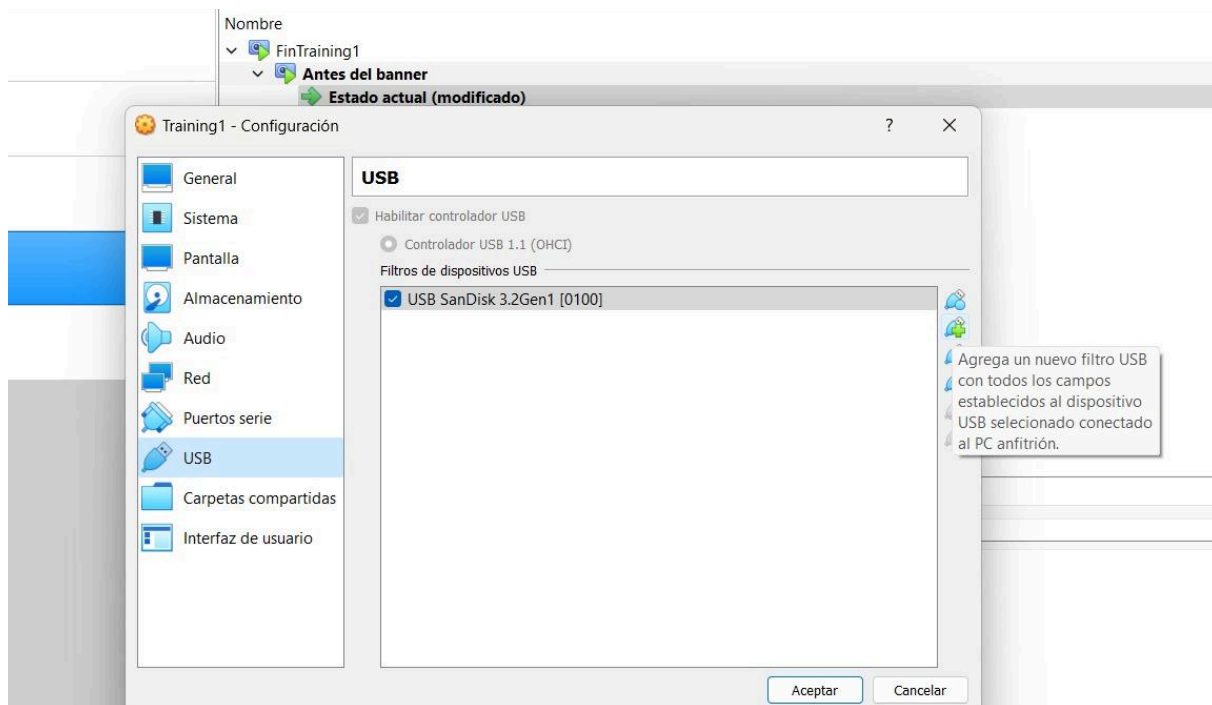 Nombre
FinTraining1
Antes del banner
Estado actual (modificado)
Training1 - Configuración
?
General
Sistema
Pantalla
Almacenamiento
Audio
Red
Puertos serie
USB
Carpetas compartidas
Interfaz de usuario
USB
Habilitar controlador USB
Controlador USB 1.1 (OHCI)
Filtros de dispositivos USB
USB SanDisk 3.2Gen1 [0100]
Agrega un nuevo filtro USB
con todos los campos
establecidos al dispositivo
USB selecionado conectado
al PC anfitrión.
Aceptar
Cancelar